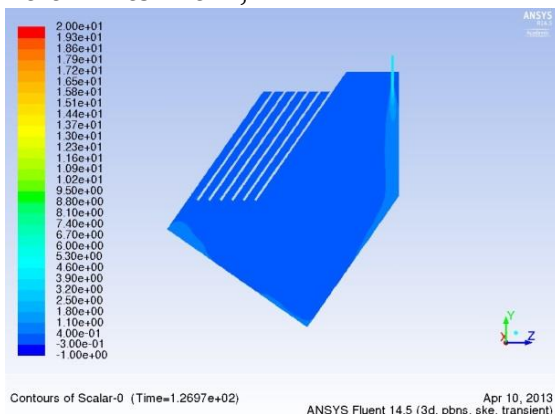 ANSYS
2.00e+01
1.93e+01
1.86e+01
1.79e+01
1.72e+01
1.65e+01
1.58e+01
1.51e+01
1.44e+01
1.37e+01
1.30e+01
1.23e+01
1.16e+01
1.09e+01
1.02e+01
9.50e+00
8.80e+00
8.10e+00
7.40e+00
6.70e+00
6.00e+00
5.30e+00
4.60e+00
3.90e+00
3.20e+00
2.50e+00
1.80e+00
1.10e+00
4.00e-01
-3.00e-01
-1.00e+00
Y
X Z
Contours of Scalar-0 (Time=1.2697e+02)
Apr 10, 2013
ANSYS Fluent 14.5 (3d, pbns, ske, transient)